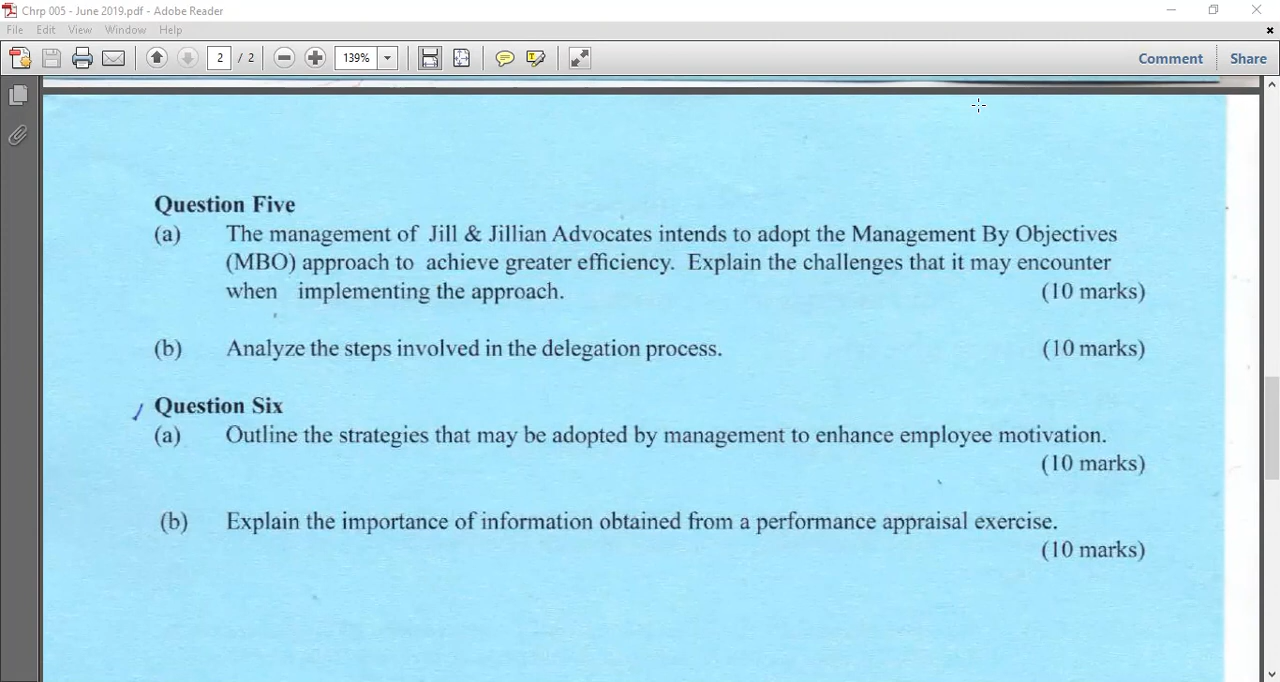 Chrp 005 - June 2019.pdf - Adobe Reader
File Edit View Window Help
2 / 2 139% Comment Share
Question Five
(a) The management of Jill & Jillian Advocates intends to adopt the Management By Objectives
(MBO) approach to achieve greater efficiency. Explain the challenges that it may encounter
when implementing the approach. (10 marks)
(b) Analyze the steps involved in the delegation process. (10 marks)
Question Six
(a) Outline the strategies that may be adopted by management to enhance employee motivation.
(10 marks)
(b) Explain the importance of information obtained from a performance appraisal exercise.
(10 marks)